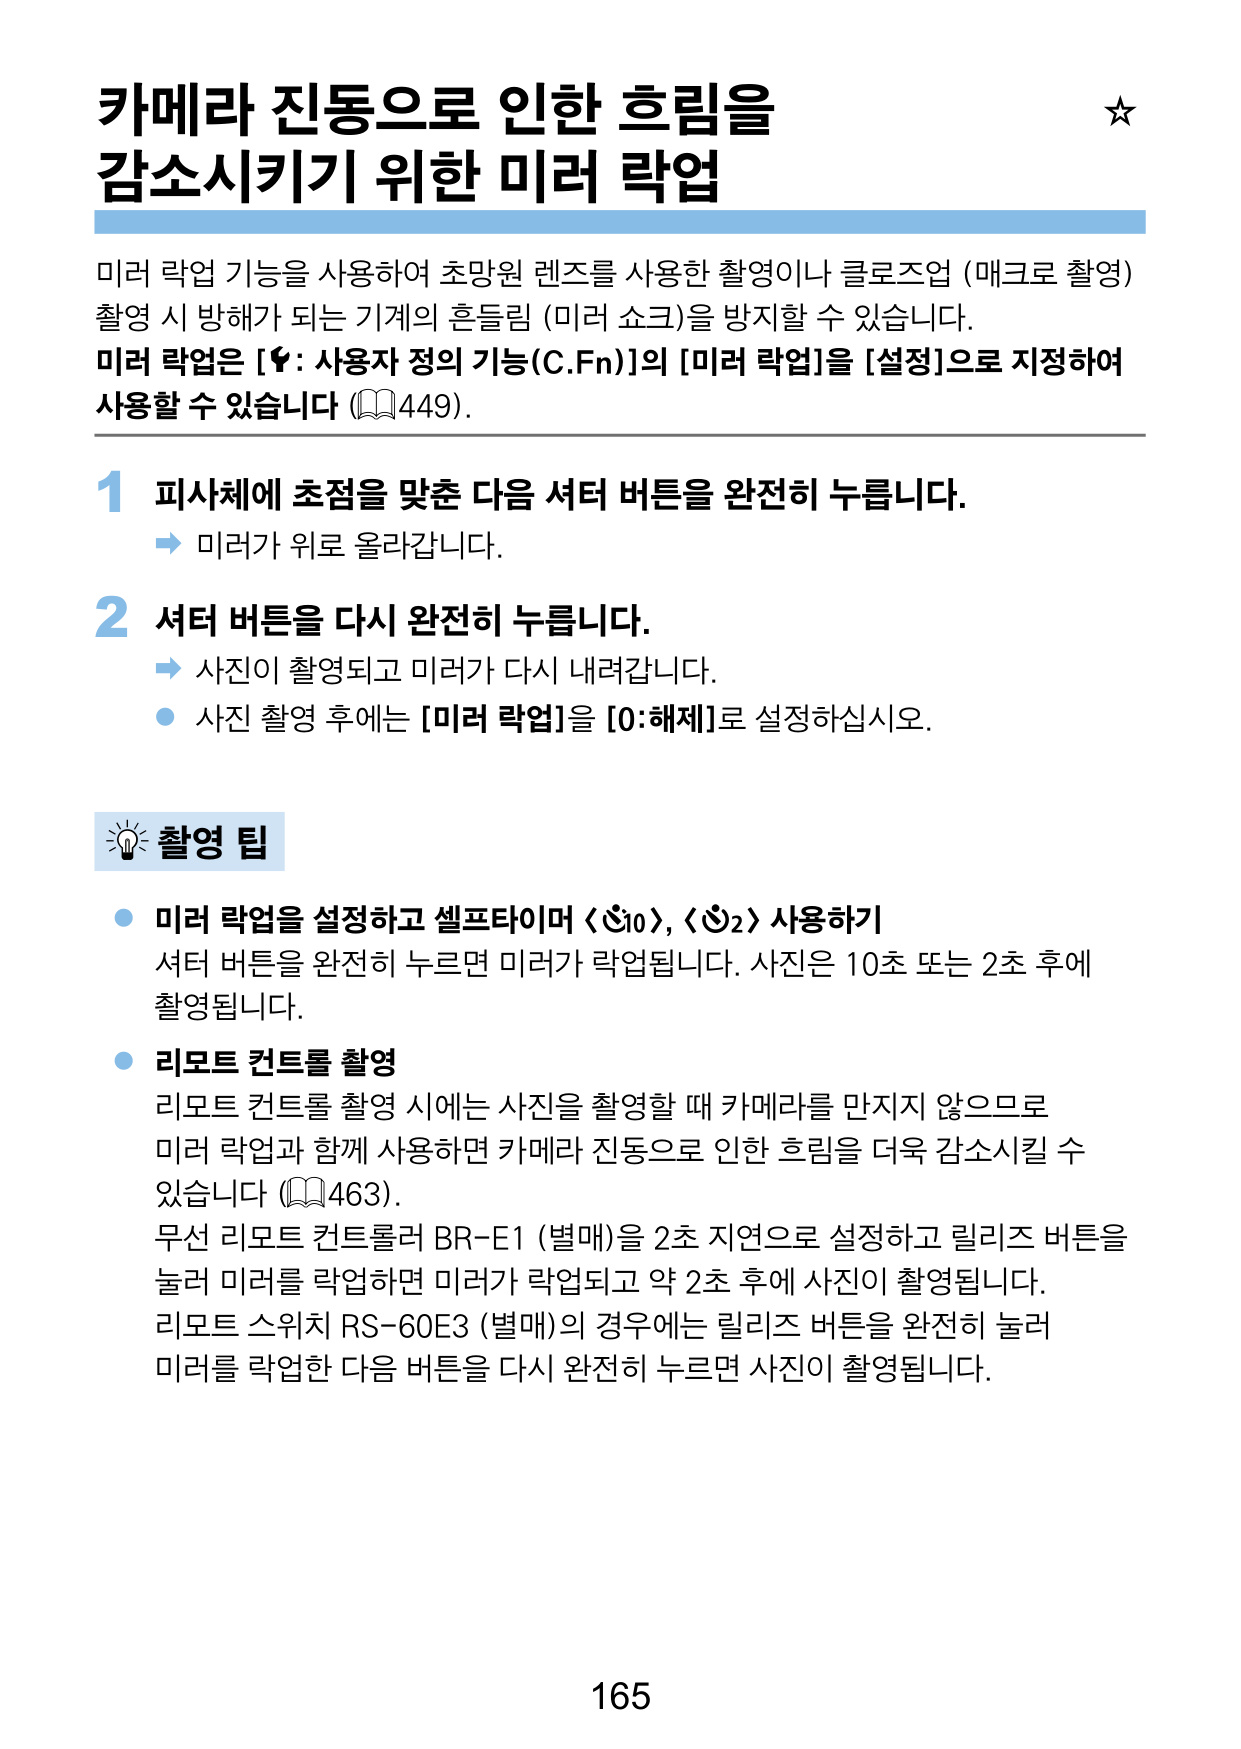 카메라 진동으로 인한 흐림을 ☆
감소시키기 위한 미러 락업
미러 락업 기능을 사용하여 초망원 렌즈를 사용한 촬영이나 클로즈업 (매크로 촬영)
촬영 시 방해가 되는 기계의 흔들림 (미러 쇼크)을 방지할 수 있습니다.
미러 락업은 [: 사용자 정의 기능(C.Fn)]의 [미러 락업]을 [설정]으로 지정하여
사용할 수 있습니다 (449).
1 피사체에 초점을 맞춘 다음 셔터 버튼을 완전히 누릅니다.
➡ 미러가 위로 올라갑니다.
2 셔터 버튼을 다시 완전히 누릅니다.
➡ 사진이 촬영되고 미러가 다시 내려갑니다.
● 사진 촬영 후에는 [미러 락업]을 [0:해제]로 설정하십시오.
촬영 팁
● 미러 락업을 설정하고 셀프타이머 <10>, <2> 사용하기
셔터 버튼을 완전히 누르면 미러가 락업됩니다. 사진은 10초 또는 2초 후에
촬영됩니다.
● 리모트 컨트롤 촬영
리모트 컨트롤 촬영 시에는 사진을 촬영할 때 카메라를 만지지 않으므로
미러 락업과 함께 사용하면 카메라 진동으로 인한 흐림을 더욱 감소시킬 수
있습니다 (463).
무선 리모트 컨트롤러 BR-E1 (별매)을 2초 지연으로 설정하고 릴리즈 버튼을
눌러 미러를 락업하면 미러가 락업되고 약 2초 후에 사진이 촬영됩니다.
리모트 스위치 RS-60E3 (별매)의 경우에는 릴리즈 버튼을 완전히 눌러
미러를 락업한 다음 버튼을 다시 완전히 누르면 사진이 촬영됩니다.
165